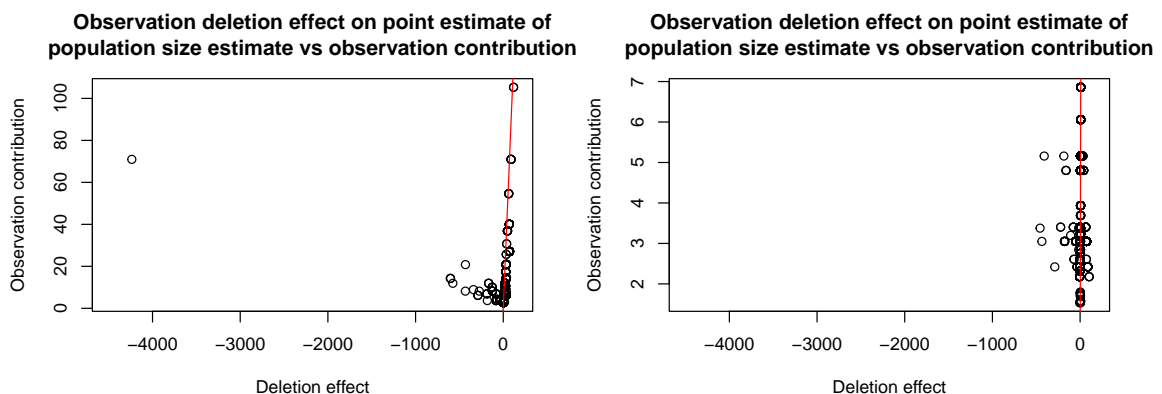 Observation deletion effect on point estimate of
population size estimate vs observation contribution
Observation contribution
100
80
60
40
20
0
−4000
−3000
−2000
−1000
0
Deletion effect
Observation deletion effect on point estimate of
population size estimate vs observation contribution
Observation contribution
7
6
5
4
3
2
−4000
−3000
−2000
−1000
0
Deletion effect